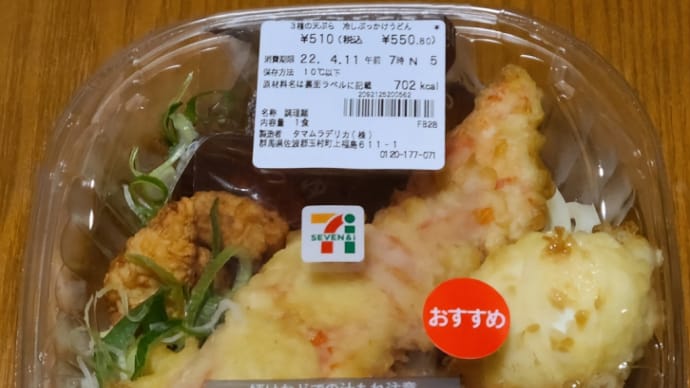 3種の天ぷら 冷しぶっかけうどん
¥510(税込 ¥550.80)
消費期限 22. 4.11 午前 7時 N 5
保存方法 10℃以下
原材料名は裏面ラベルに記載 702 kcal
2092125200562
名称 調理麺
内容量 1食 FB28
製造者 タマムラデリカ(株)
群馬県佐波郡玉村町上福島611-1
0120-177-071
SEVEN&i
おすすめ